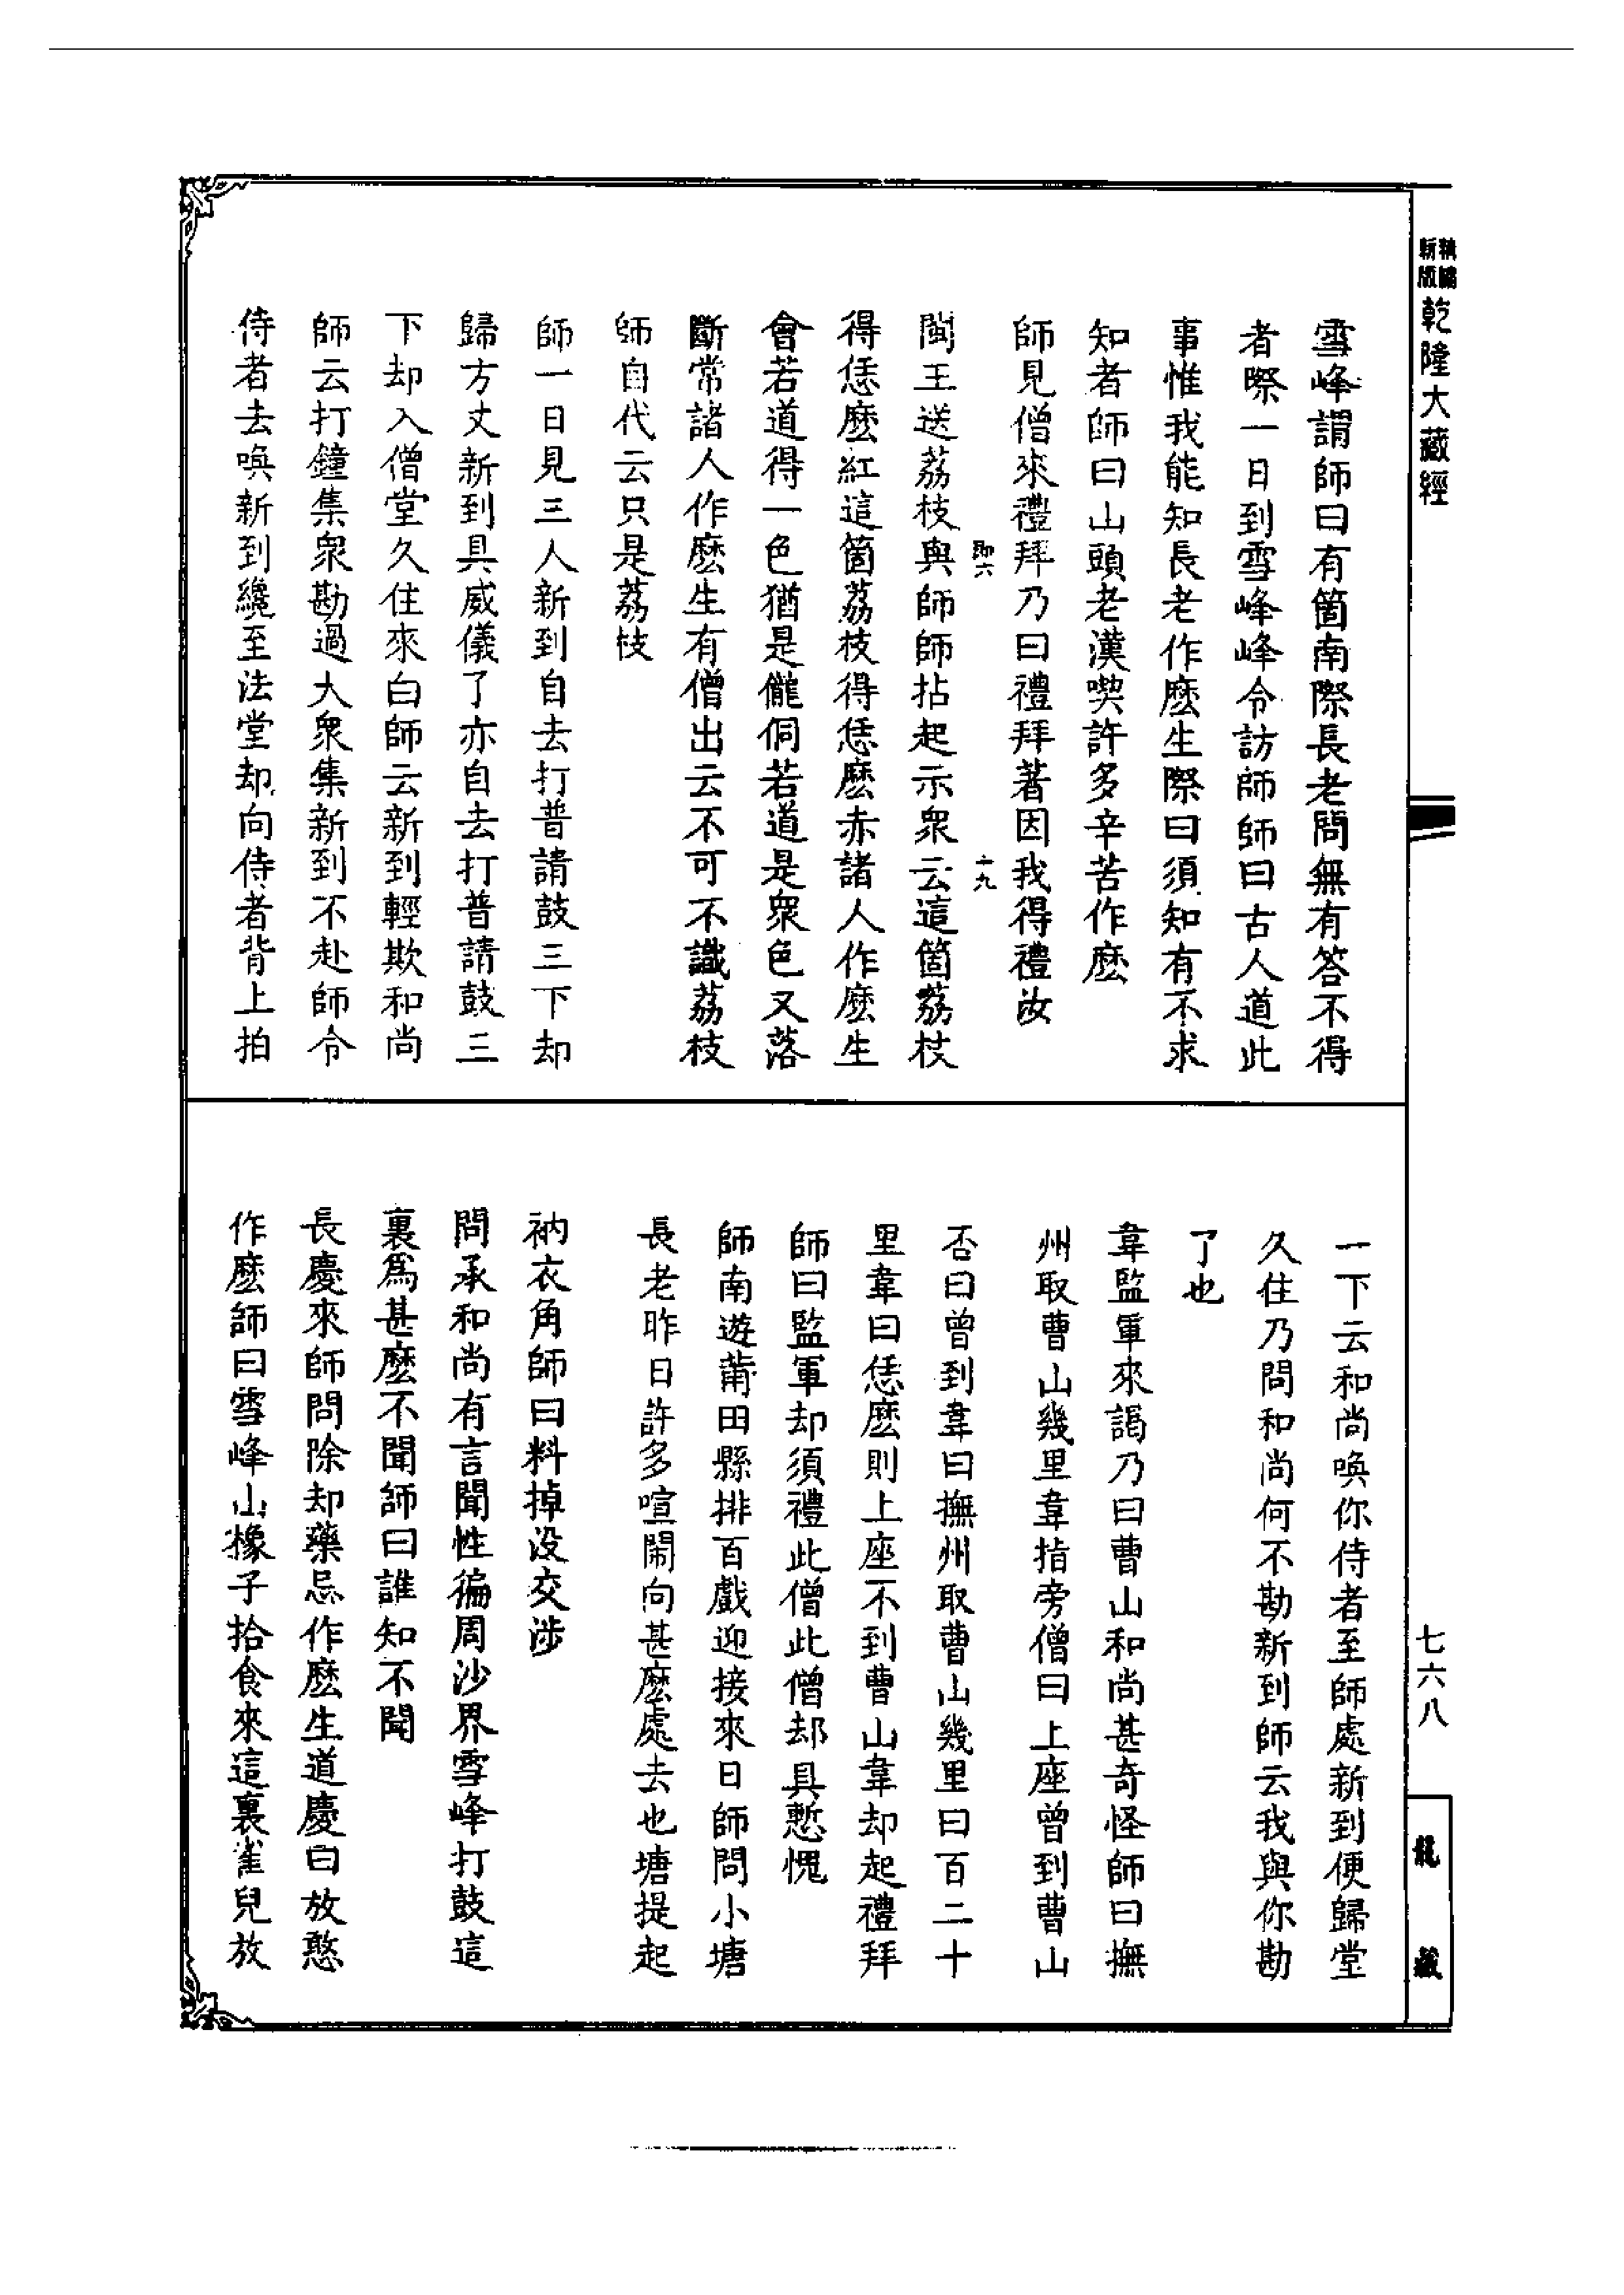 新版
精縮
乾隆大藏經
七六八
龍藏
雪峰謂師曰有箇南際長老問無有答不得
者際一日到雪峰峰令訪師師曰古人道此
事惟我能知長老作麼生際曰須知有不求
知者師曰山頭老漢喫許多辛苦作麼
師見僧來禮拜乃曰禮拜著因我得禮汝
卽六
十九
閩王送荔枝與師師拈起示衆云這箇荔枝
得恁麼紅這箇荔枝得恁麼赤諸人作麼生
會若道得一色猶是儱侗若道是衆色又落
斷常諸人作麼生有僧出云不可不識荔枝
師自代云只是荔枝
師一日見三人新到自去打普請鼓三下却
歸方丈新到具威儀了亦自去打普請鼓三
下却入僧堂久住來白師云新到輕欺和尚
師云打鐘集衆勘過大衆集新到不赴師令
侍者去喚新到纔至法堂却向侍者背上拍
一下云和尚喚你侍者至師處新到便歸堂
久住乃問和尚何不勘新到師云我與你勘
了也
韋監軍來謁乃曰曹山和尚甚奇怪師曰撫
州取曹山幾里韋指旁僧曰上座曾到曹山
否曰曾到韋曰撫州取曹山幾里曰百二十
里韋曰恁麼則上座不到曹山韋却起禮拜
師曰監軍却須禮此僧此僧却具慙愧
師南遊莆田縣排百戲迎接來日師問小塘
長老昨日許多喧鬧向甚麼處去也塘提起
衲衣角師曰料掉沒交涉
問承和尚有言聞性徧周沙界雪峰打鼓這
裏爲甚麼不聞師曰誰知不聞
長慶來師問除却藥忌作麼生道慶曰放憨
作麼師曰雪峰山橡子拾食來這裏雀兒放